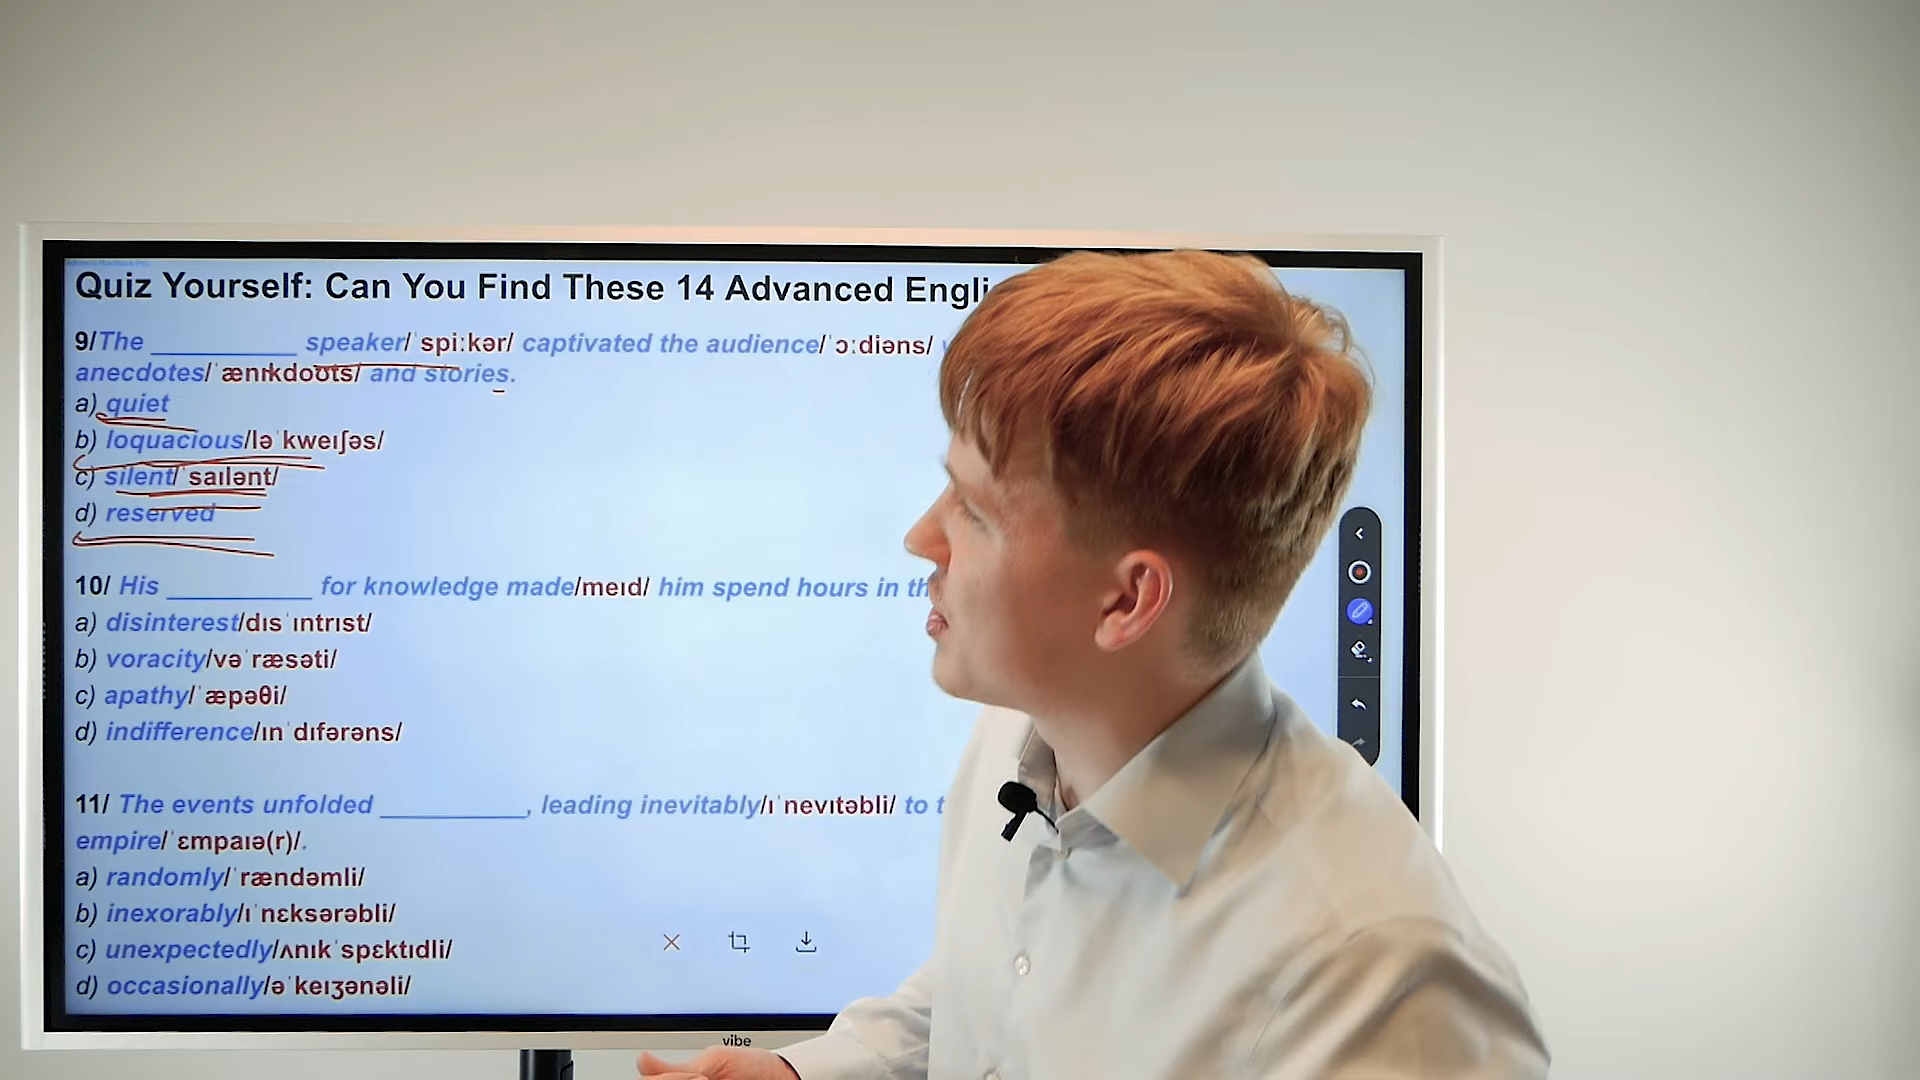 Quiz Yourself: Can You Find These 14 Advanced
9/The __________ speaker/ˈspiːkər/ captivated the audience/ˈɔːdiəns/
anecdotes/ˈænɪkdoʊts/ and stories.
a) quiet
b) loquacious/ləˈkweɪʃəs/
c) silent/ˈsaɪlənt/
d) reserved
10/ His __________ for knowledge made/meɪd/ him spend hours in
a) disinterest/dɪsˈɪntrɪst/
b) voracity/vəˈræsəti/
c) apathy/ˈæpəθi/
d) indifference/ɪnˈdɪfərəns/
11/ The events unfolded __________, leading inevitably/ɪˈnevɪtəbli/ to
empire/ˈɛmpaɪə(r)/.
a) randomly/ˈrændəmli/
b) inexorably/ɪˈnɛksərəbli/
c) unexpectedly/ʌnɪkˈspɛktɪdli/
d) occasionally/əˈkeɪʒənəli/
vibe